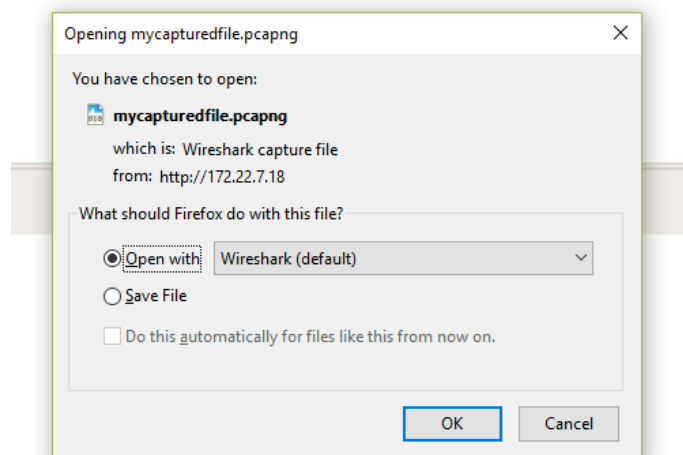 Opening mycapturedfile.pcapng
You have chosen to open:
mycapturedfile.pcapng
which is: Wireshark capture file
from: http://172.22.7.18
What should Firefox do with this file?
Open with Wireshark (default)
Save File
Do this automatically for files like this from now on.
OK Cancel